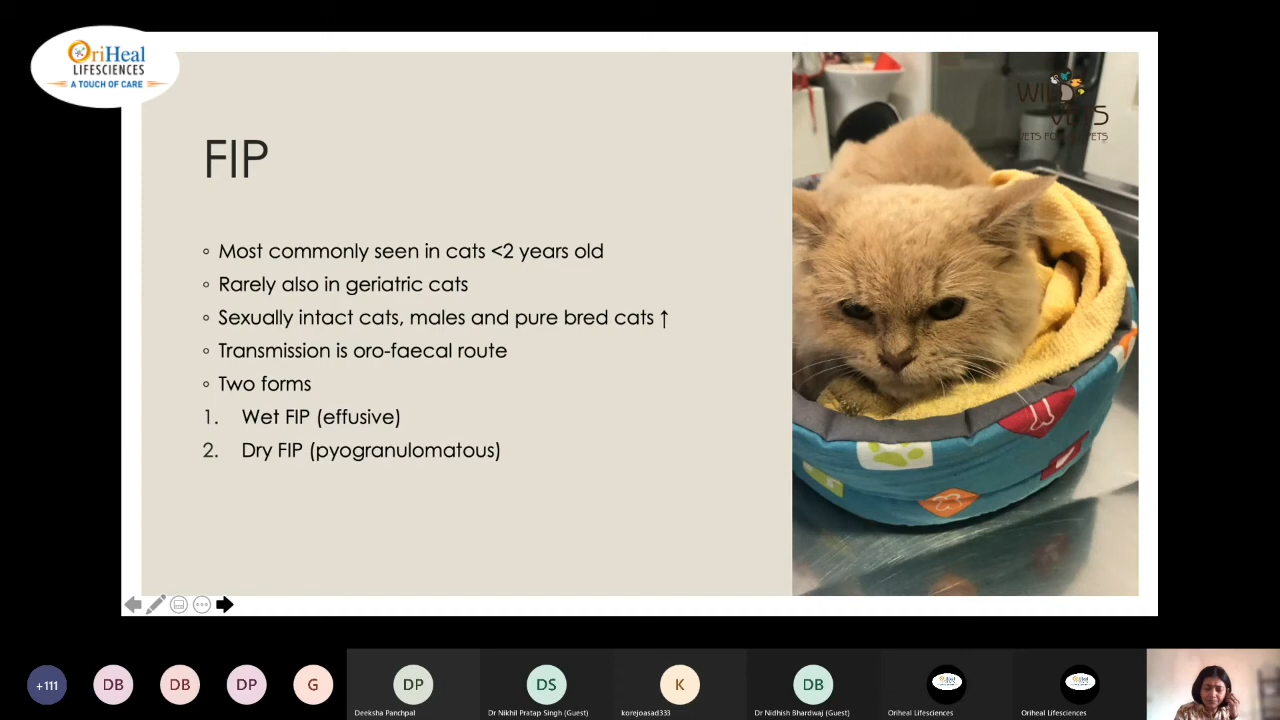 OriHeal
LIFESCIENCES
A TOUCH OF CARE
FIP
Most commonly seen in cats <2 years old
Rarely also in geriatric cats
Sexually intact cats, males and pure bred cats ↑
Transmission is oro-faecal route
Two forms
1. Wet FIP (effusive)
2. Dry FIP (pyogranulomatous)
VETS
+111
DB
DB
DP
G
DP
Deeksha Panchpal
DS
Dr Nikhil Pratap Singh (Guest)
K
korejoasad333
DB
Dr Nidhish Bhardwaj (Guest)
Oriheal Lifesciences
Oriheal Lifesciences